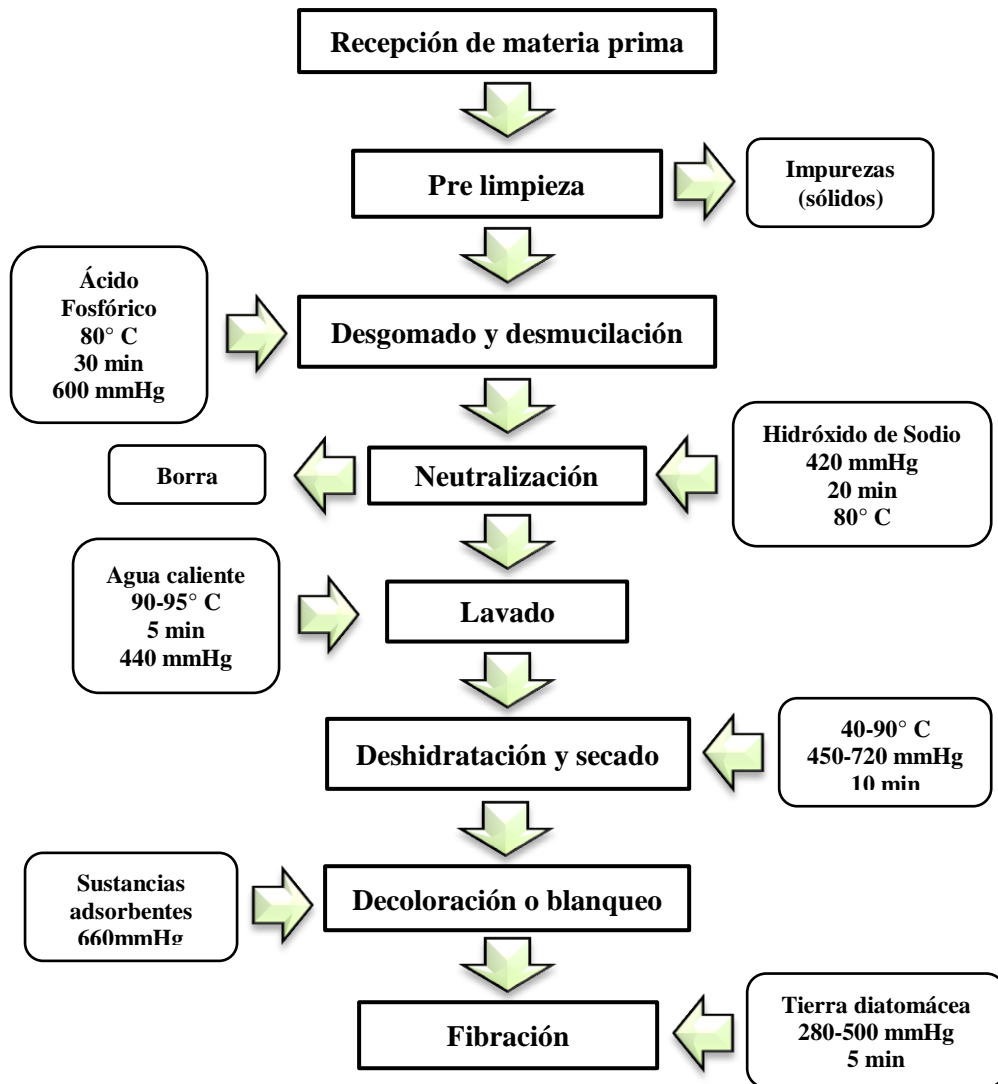 Recepción de materia prima
Pre limpieza
Impurezas
(sólidos)
Ácido
Fosfórico
80° C
30 min
600 mmHg
Desgomado y desmucilación
Hidróxido de Sodio
420 mmHg
20 min
80° C
Borra
Neutralización
Agua caliente
90-95° C
5 min
440 mmHg
Lavado
40-90° C
450-720 mmHg
10 min
Deshidratación y secado
Sustancias
adsorbentes
660mmHg
Decoloración o blanqueo
Tierra diatomácea
280-500 mmHg
5 min
Fibración